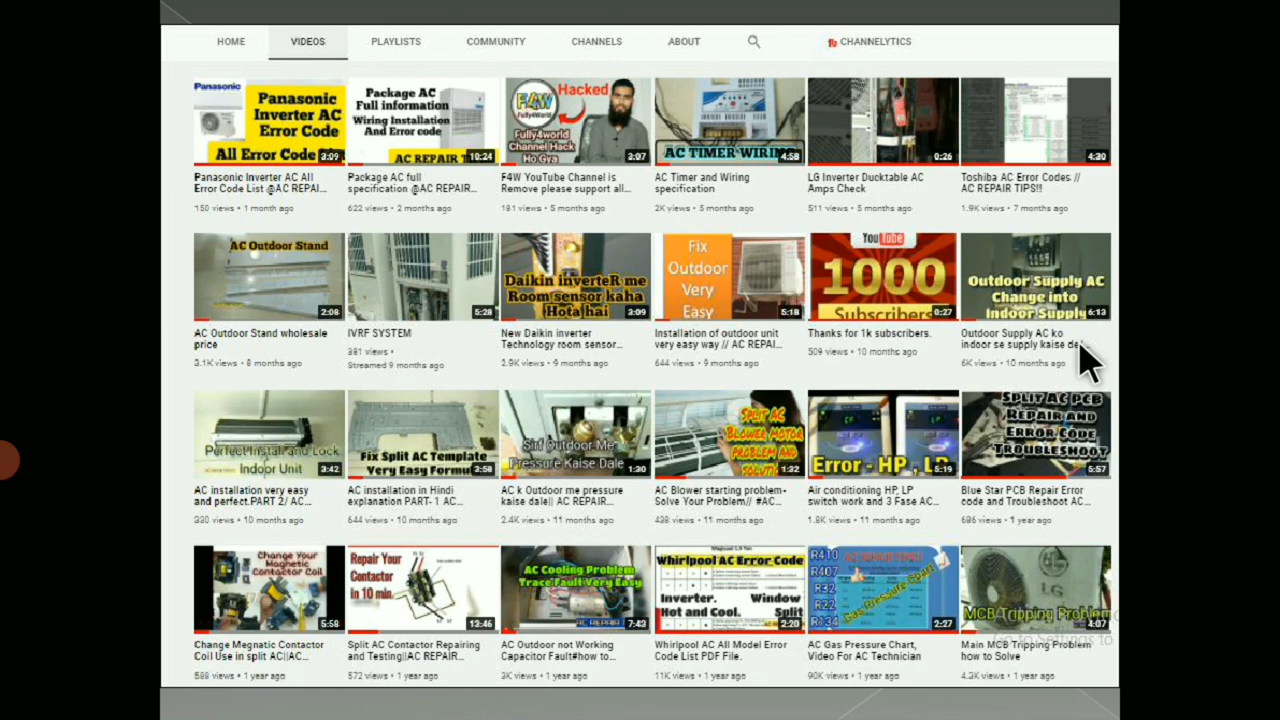 HOME VIDEOS PLAYLISTS COMMUNITY CHANNELS ABOUT CHANNELYTICS
Panasonic
Panasonic
Inverter AC
Error Code
All Error Code
3:09
Package AC
Full information
Wiring Installation
And Error code
AC REPAIR T
10:24
F4W
Hacked
Fully4World
Fully4world
Channel Hack
Ho Gya
3:07
AC TIMER WIRING
4:58
0:26
4:30
Panasonic Inverter AC All
Error Code List @AC REPAI...
150 views • 1 month ago
Package AC full
specification @AC REPAIR...
622 views • 2 months ago
F4W YouTube Channel is
Remove please support all...
181 views • 5 months ago
AC Timer and Wiring
specification
2K views • 5 months ago
LG Inverter Ducktable AC
Amps Check
511 views • 6 months ago
Toshiba AC Error Codes //
AC REPAIR TIPS!!!
1.9K views • 7 months ago
AC Outdoor Stand
2:08
5:28
Daikin inverteR me
Room sensor kaha
Hota hai
3:09
Fix
Outdoor
Very
Easy
5:18
YouTube
1000
Subscribers
0:27
Outdoor Supply AC
Change into
Indoor Supply
6:13
AC Outdoor Stand wholesale
price
3.1K views • 8 months ago
IVRF SYSTEM
381 views •
Streamed 9 months ago
New Daikin inverter
Technology room sensor...
2.9K views • 9 months ago
Installation of outdoor unit
very easy way // AC REPAI...
644 views • 9 months ago
Thanks for 1k subscribers.
509 views • 10 months ago
Outdoor Supply AC ko
indoor se supply kaise de
6K views • 10 months ago
Perfect Install and Lock
Indoor Unit
3:42
Fix Split AC Template
Very Easy Formu
3:58
Sirf Outdoor Me
Pressure Kaise Dale
1:30
SPLIT AC
BLOWER MOTOR
PROBLEM AND
1:32
Error - HP , LP
5:19
SPLIT AC PCB
REPAIR AND
ERROR CODE
TROUBLESHOOT
5:57
AC installation very easy
and perfect.PART 2/ AC...
330 views • 10 months ago
AC installation in Hindi
explanation PART- 1 AC...
644 views • 10 months ago
AC k Outdoor me pressure
kaise dale|| AC REPAIR...
2.4K views • 11 months ago
AC Blower starting problem-
Solve Your Problem// #AC...
438 views • 11 months ago
Air conditioning HP, LP
switch work and 3 Fase AC...
1.8K views • 11 months ago
Blue Star PCB Repair Error
code and Troubleshoot AC...
686 views • 1 year ago
Change Your
Magnetic
Contactor Coil
5:58
Repair Your
Contactor
in 10 min.
12:46
AC Cooling Problem
Trace Fault Very Easy
7:43
Whirlpool AC Error Code
Inverter. Window
Hot and Cool. Split
2:20
R410
R407
R32
R22
R134
2:27
LG
MCB Tripping Problem
4:07
Change Megnatic Contactor
Coil Use in split AC||AC...
588 views • 1 year ago
Split AC Contactor Repairing
and Testing||AC REPAIR...
572 views • 1 year ago
AC Outdoor not Working
Capacitor Fault#how to...
3K views • 1 year ago
Whirlpool AC All Model Error
Code List PDF File.
11K views • 1 year ago
AC Gas Pressure Chart,
Video For AC Technician
90K views • 1 year ago
Main MCB Tripping Problem
how to Solve
4.3K views • 1 year ago
Go to Settings to